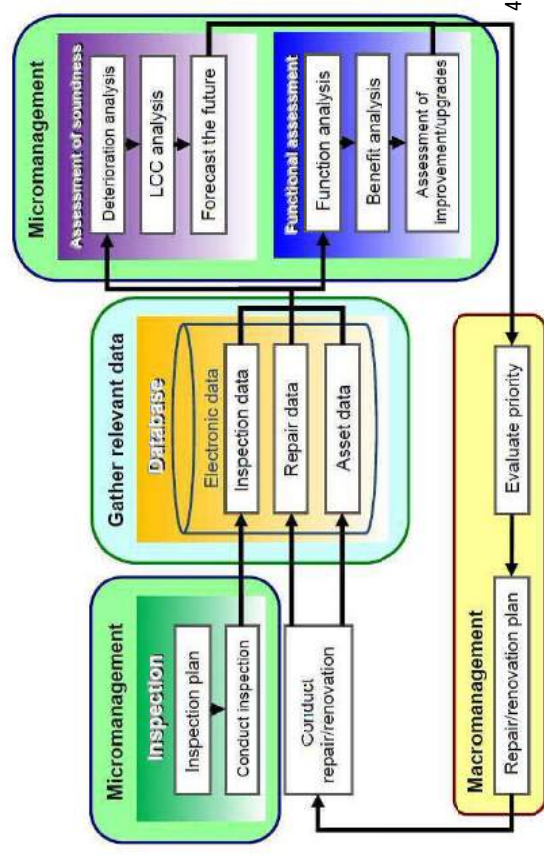 Micromanagement
Inspection
Inspection plan
Conduct inspection
Conduct
repair/renovation
Gather relevant data
Database
Electronic data
Inspection data
Repair data
Asset data
Micromanagement
Assessment of soundness
Deterioration analysis
LCC analysis
Forecast the future
Functional assessment
Function analysis
Benefit analysis
Assessment of
improvement/upgrades
Macromanagement
Repair/renovation plan
Evaluate priority
4